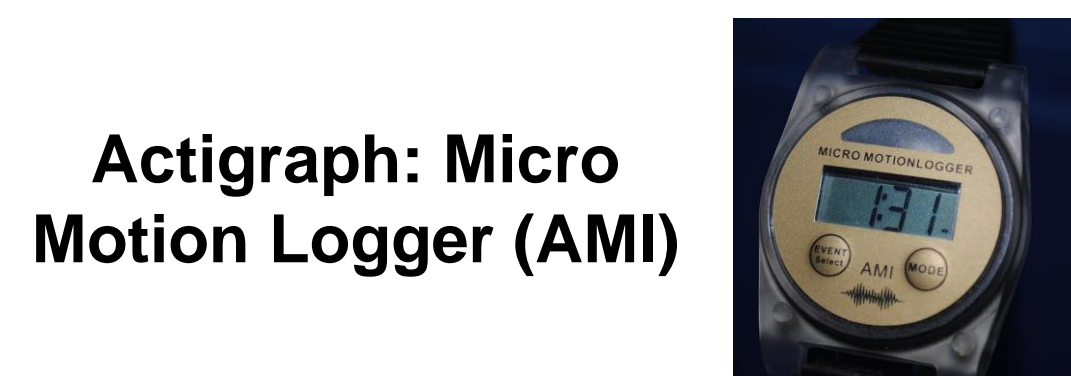 Actigraph: Micro
Motion Logger (AMI)
MICRO MOTIONLOGGER
1:31
EVENT
Select
AMI
MODE